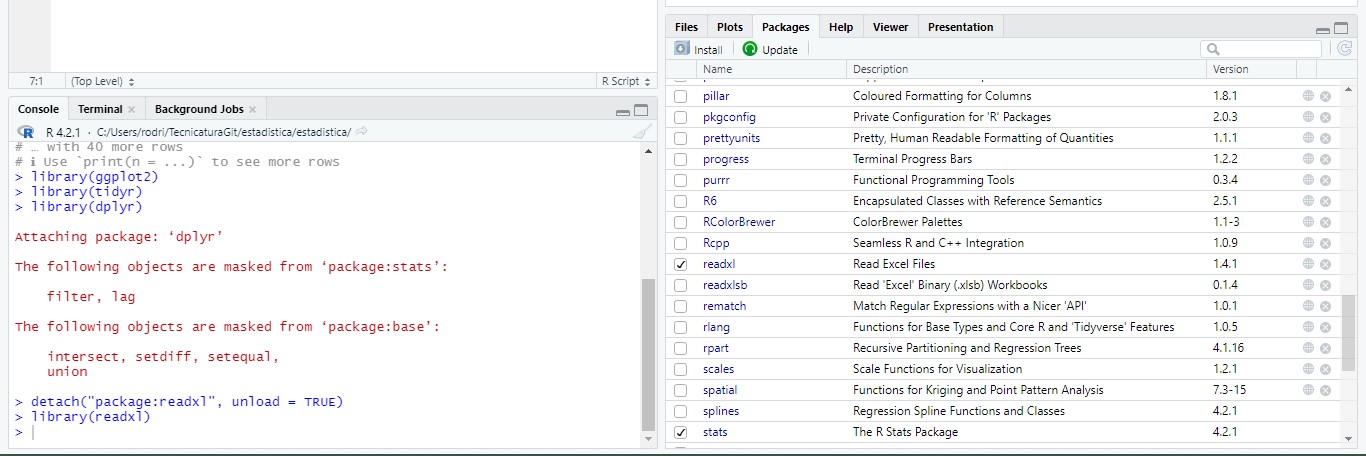 7:1 (Top Level) R Script
Console Terminal Background Jobs
R 4.2.1 · C:/Users/rodri/TecnicaturaGit/estadistica/estadistica/
# … with 40 more rows
# ℹ Use `print(n = ...)` to see more rows
> library(ggplot2)
> library(tidyr)
> library(dplyr)
Attaching package: ‘dplyr’
The following objects are masked from ‘package:stats’:
filter, lag
The following objects are masked from ‘package:base’:
intersect, setdiff, setequal,
union
> detach("package:readxl", unload = TRUE)
> library(readxl)
>
Files Plots Packages Help Viewer Presentation
Install Update
Name Description Version
pillar Coloured Formatting for Columns 1.8.1
pkgconfig Private Configuration for 'R' Packages 2.0.3
prettyunits Pretty, Human Readable Formatting of Quantities 1.1.1
progress Terminal Progress Bars 1.2.2
purrr Functional Programming Tools 0.3.4
R6 Encapsulated Classes with Reference Semantics 2.5.1
RColorBrewer ColorBrewer Palettes 1.1-3
Rcpp Seamless R and C++ Integration 1.0.9
readxl Read Excel Files 1.4.1
readxlsb Read 'Excel' Binary (.xlsb) Workbooks 0.1.4
rematch Match Regular Expressions with a Nicer 'API' 1.0.1
rlang Functions for Base Types and Core R and 'Tidyverse' Features 1.0.5
rpart Recursive Partitioning and Regression Trees 4.1.16
scales Scale Functions for Visualization 1.2.1
spatial Functions for Kriging and Point Pattern Analysis 7.3-15
splines Regression Spline Functions and Classes 4.2.1
stats The R Stats Package 4.2.1